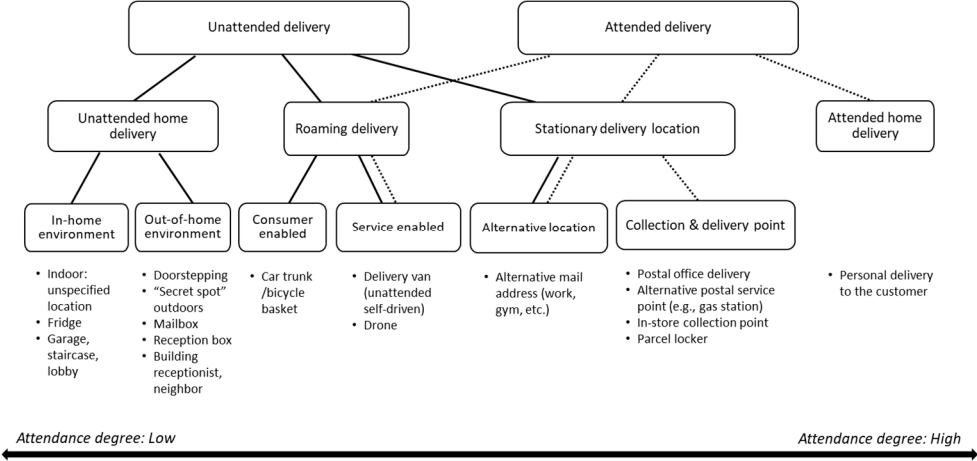 Unattended delivery
Attended delivery
Unattended home
delivery
Roaming delivery
Stationary delivery location
Attended home
delivery
In-home
environment
Out-of-home
environment
Consumer
enabled
Service enabled
Alternative location
Collection & delivery point
• Indoor:
unspecified
location
• Fridge
• Garage,
staircase,
lobby
• Doorstepping
• “Secret spot”
outdoors
• Mailbox
• Reception box
• Building
receptionist,
neighbor
• Car trunk
/bicycle
basket
• Delivery van
(unattended
self-driven)
• Drone
• Alternative mail
address (work,
gym, etc.)
• Postal office delivery
• Alternative postal service
point (e.g., gas station)
• In-store collection point
• Parcel locker
• Personal delivery
to the customer
Attendance degree: Low
Attendance degree: High